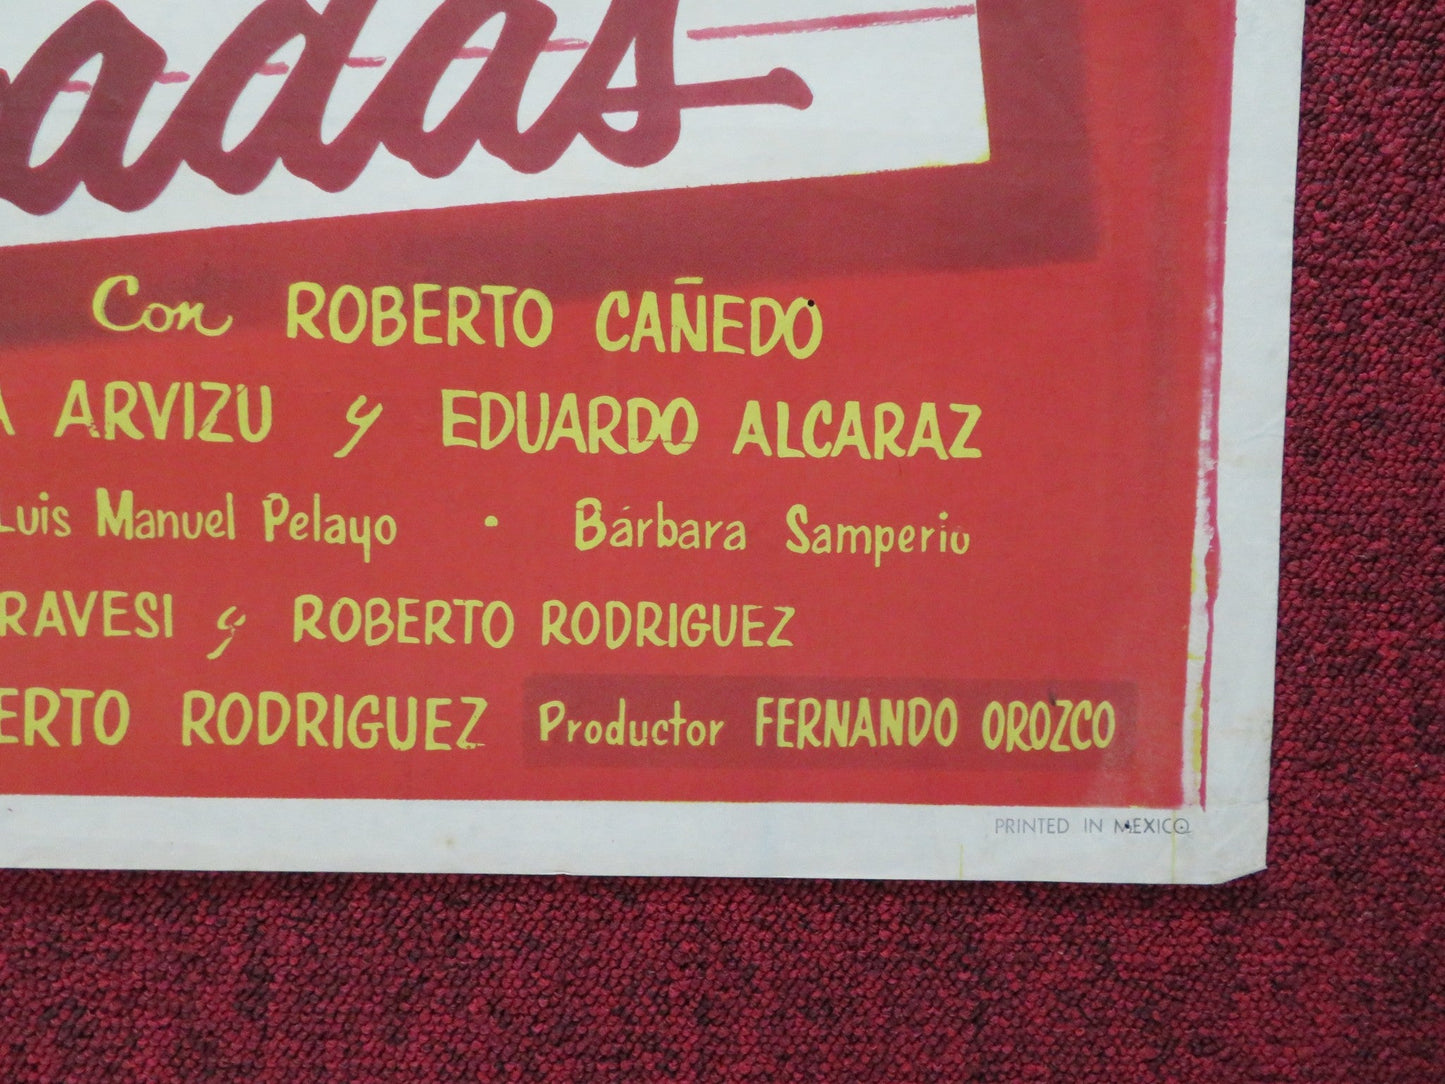 adas
Con ROBERTO CAÑEDO
ARVIZU y EDUARDO ALCARAZ
Luis Manuel Pelayo • Bárbara Samperio
RAVESI y ROBERTO RODRIGUEZ
ERTO RODRIGUEZ Productor FERNANDO OROZCO
PRINTED IN MEXICO